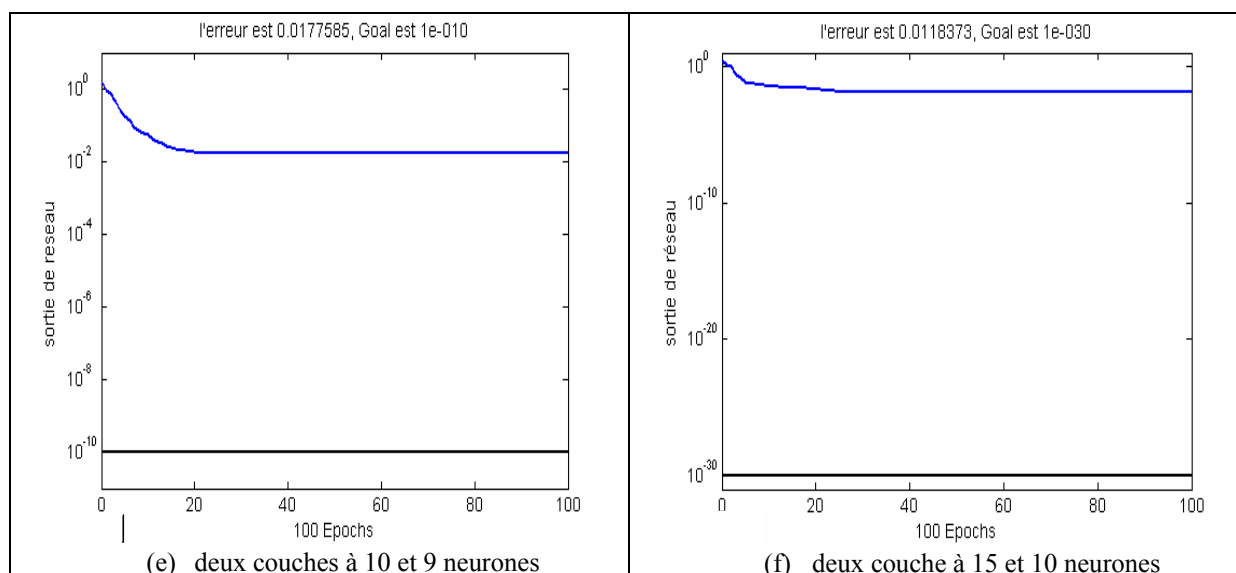 l'erreur est 0.0177585, Goal est 1e-010
10^0
10^-2
10^-4
10^-6
10^-8
10^-10
sortie de reseau
0 20 40 60 80 100
100 Epochs
(e) deux couches à 10 et 9 neurones
l'erreur est 0.0118373, Goal est 1e-030
10^0
10^-10
10^-20
10^-30
sortie de réseau
0 20 40 60 80 100
100 Epochs
(f) deux couche à 15 et 10 neurones